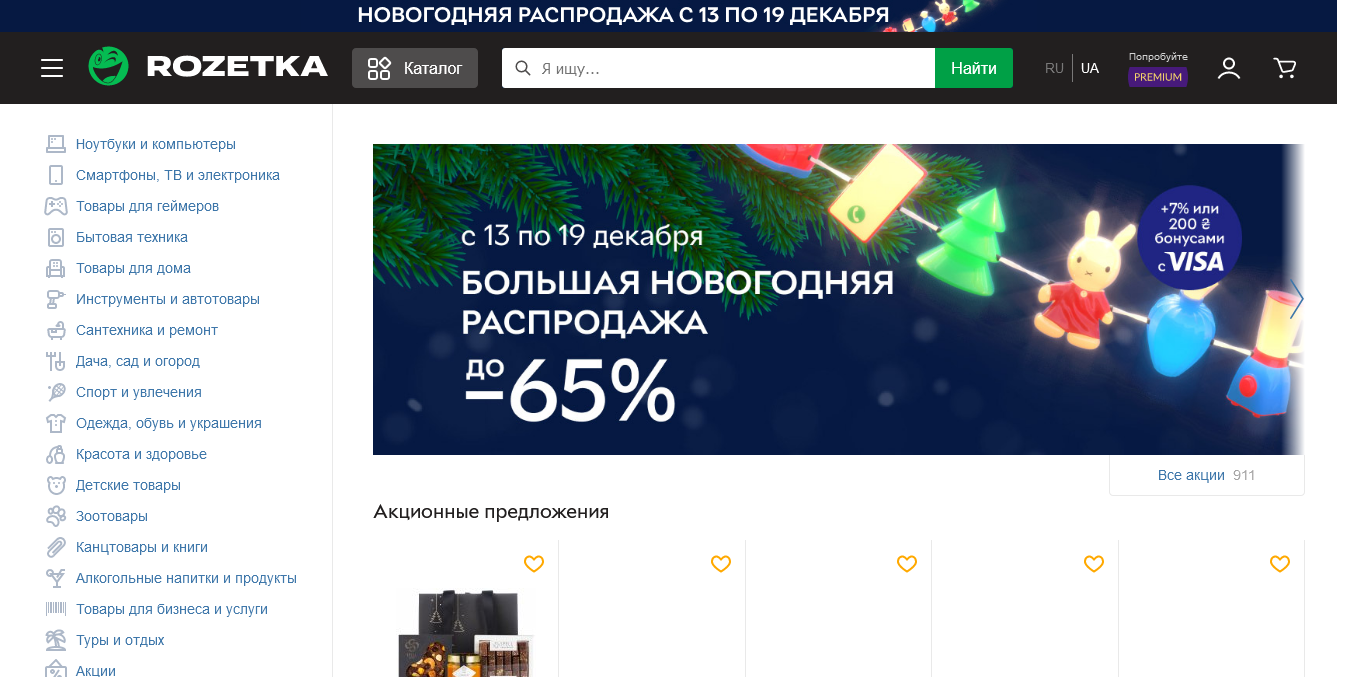 НОВОГОДНЯЯ РАСПРОДАЖА С 13 ПО 19 ДЕКАБРЯ
ROZETKA
Каталог
Я ищу...
Найти
RU
UA
Попробуйте
PREMIUM
Ноутбуки и компьютеры
Смартфоны, ТВ и электроника
Товары для геймеров
Бытовая техника
Товары для дома
Инструменты и автотовары
Сантехника и ремонт
Дача, сад и огород
Спорт и увлечения
Одежда, обувь и украшения
Красота и здоровье
Детские товары
Зоотовары
Канцтовары и книги
Алкогольные напитки и продукты
Товары для бизнеса и услуги
Туры и отдых
Акции
с 13 по 19 декабря
БОЛЬШАЯ НОВОГОДНЯЯ
РАСПРОДАЖА
до
–65%
+7% или
200 ₴
бонусами
с VISA
Все акции 911
Акционные предложения